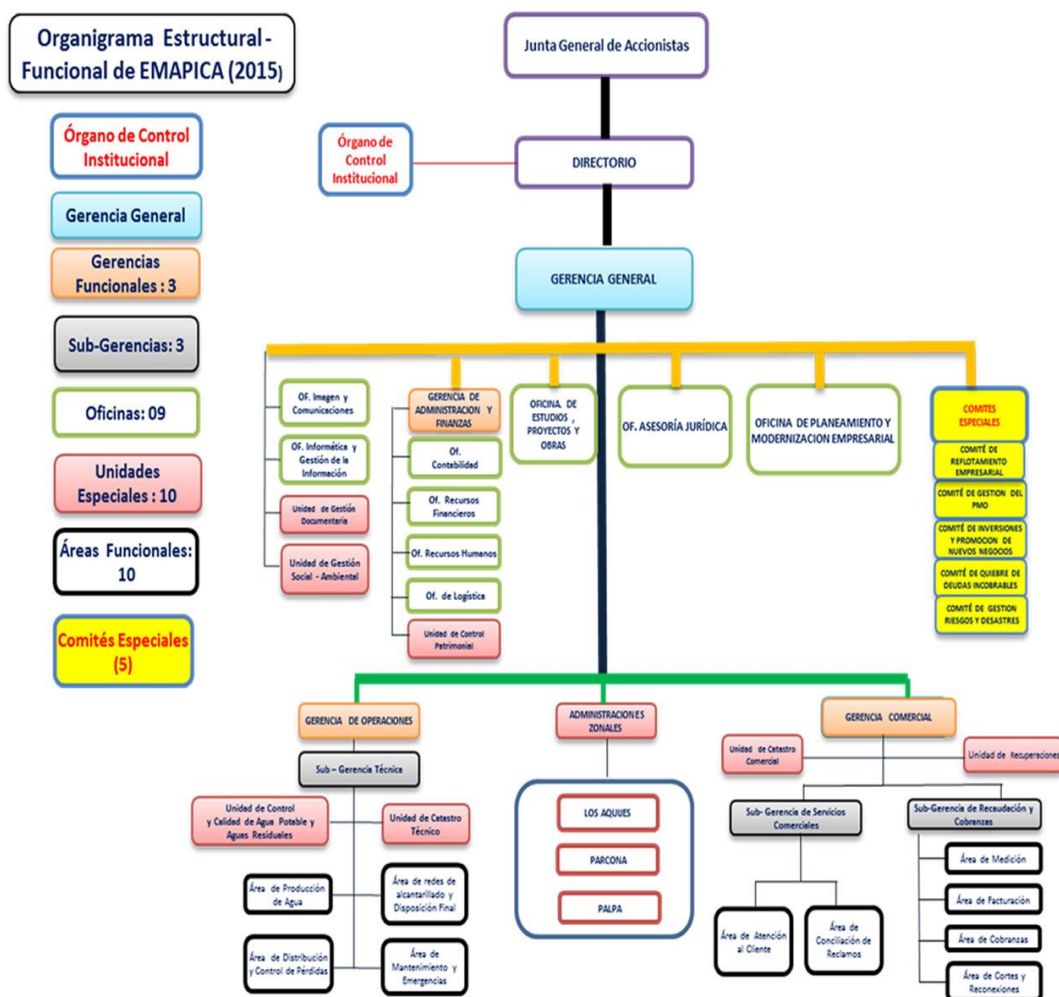 Organigrama Estructural -
Funcional de EMAPICA (2015)
Órgano de Control
Institucional
Gerencia General
Gerencias
Funcionales : 3
Sub-Gerencias: 3
Oficinas: 09
Unidades
Especiales : 10
Áreas Funcionales:
10
Comités Especiales
(5)
Junta General de Accionistas
Órgano de
Control
Institucional
DIRECTORIO
GERENCIA GENERAL
OF. Imagen y
Comunicaciones
OF. Informática y
Gestión de la
Información
Unidad de Gestión
Documentaria
Unidad de Gestión
Social - Ambiental
GERENCIA DE
ADMINISTRACION Y
FINANZAS
Of.
Contabilidad
Of. Recursos
Financieros
Of. Recursos Humanos
Of. de Logística
Unidad de Control
Patrimonial
OFICINA DE
ESTUDIOS ,
PROYECTOS Y
OBRAS
OF. ASESORÍA JURÍDICA
OFICINA DE PLANEAMIENTO Y
MODERNIZACION EMPRESARIAL
COMITES
ESPECIALES
COMITÉ DE
REFLOTAMIENTO
EMPRESARIAL
COMITÉ DE GESTION DEL
PMO
COMITÉ DE INVERSIONES
Y PROMOCION DE
NUEVOS NEGOCIOS
COMITÉ DE QUIEBRE DE
DEUDAS INCOBRABLES
COMITÉ DE GESTION
RIESGOS Y DESASTRES
GERENCIA DE OPERACIONES
Sub – Gerencia Técnica
Unidad de Control
y Calidad de Agua Potable y
Aguas Residuales
Unidad de Catastro
Técnico
Área de Producción
de Agua
Área de redes de
alcantarillado y
Disposición Final
Área de Distribución
y Control de Pérdidas
Área de
Mantenimiento y
Emergencias
ADMINISTRACIONES
ZONALES
LOS AQUIJES
PARCONA
PALPA
GERENCIA COMERCIAL
Unidad de Catastro
Comercial
Unidad de Recuperaciones
Sub- Gerencia de Servicios
Comerciales
Sub-Gerencia de Recaudación y
Cobranzas
Área de Atención
al Cliente
Área de
Conciliación de
Reclamos
Área de Medición
Área de Facturación
Área de Cobranzas
Área de Cortes y
Reconexiones